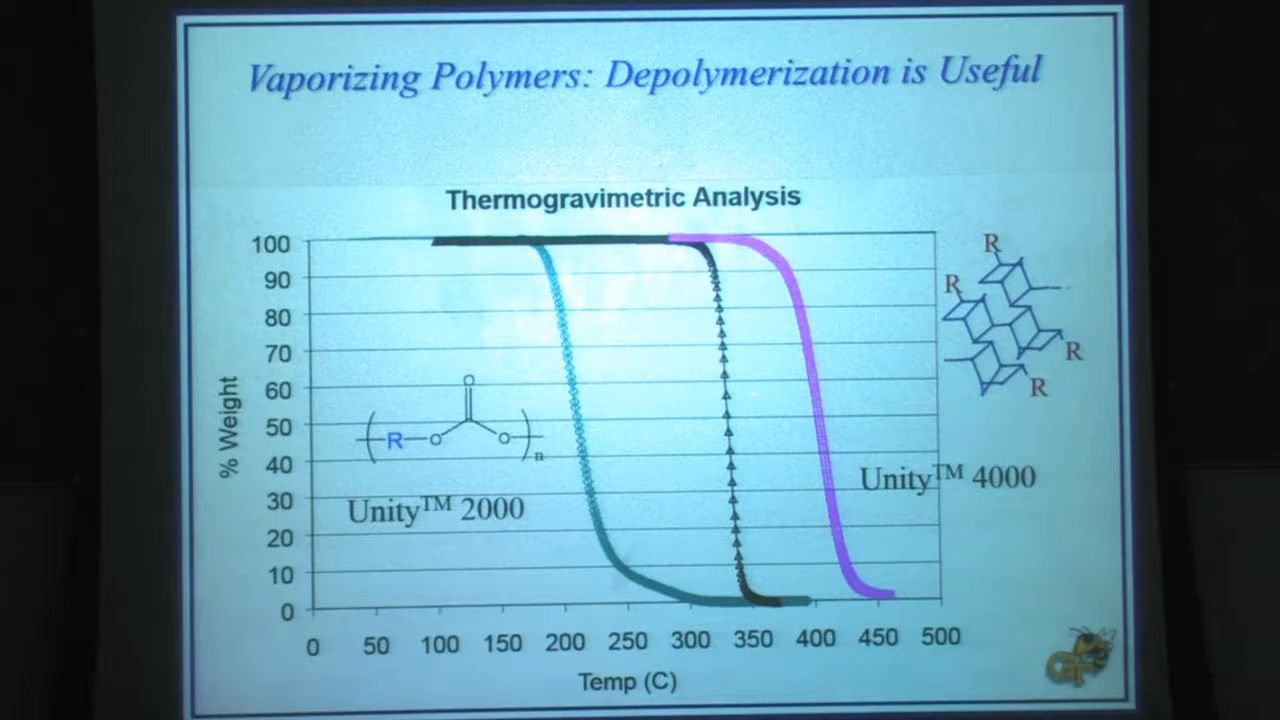 Vaporizing Polymers: Depolymerization is Useful
Thermogravimetric Analysis
% Weight
100
90
80
70
60
50
40
30
20
10
0
0 50 100 150 200 250 300 350 400 450 500
Temp (C)
R
O
O
O
n
Unity™ 2000
R
R
R
R
Unity™ 4000
GT